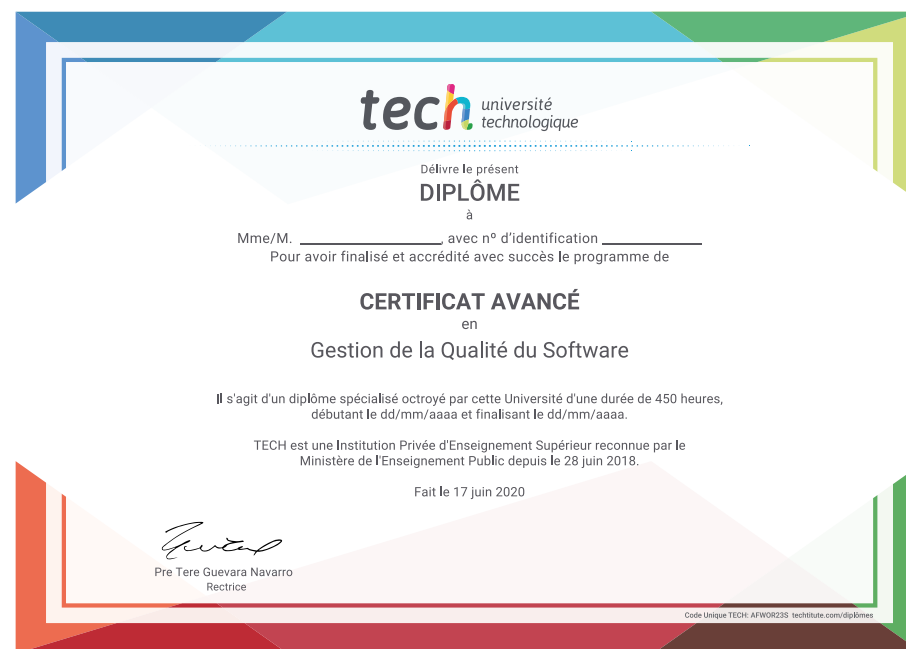 tech université
technologique
Délivre le présent
DIPLÔME
à
Mme/M. ____________________, avec nº d'identification ______________
Pour avoir finalisé et accrédité avec succès le programme de
CERTIFICAT AVANCÉ
en
Gestion de la Qualité du Software
Il s'agit d'un diplôme spécialisé octroyé par cette Université d'une durée de 450 heures,
débutant le dd/mm/aaaa et finalisant le dd/mm/aaaa.
TECH est une Institution Privée d'Enseignement Supérieur reconnue par le
Ministère de l'Enseignement Public depuis le 28 juin 2018.
Fait le 17 juin 2020
Pre Tere Guevara Navarro
Rectrice
Code Unique TECH: AFWOR23S techtitute.com/diplômes